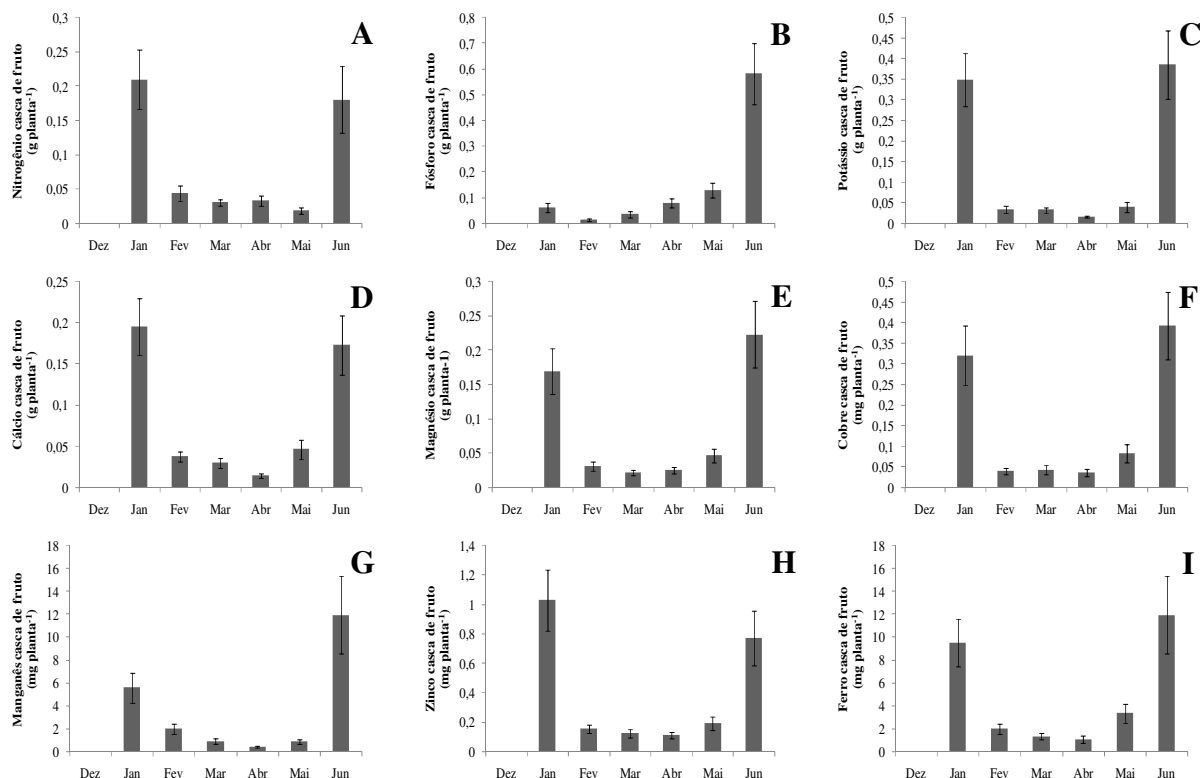 A
Nitrogênio casca de fruto
(g planta⁻¹)
0,3
0,25
0,2
0,15
0,1
0,05
0
Dez Jan Fev Mar Abr Mai Jun
B
Fósforo casca de fruto
(g planta⁻¹)
0,8
0,7
0,6
0,5
0,4
0,3
0,2
0,1
0
Dez Jan Fev Mar Abr Mai Jun
C
Potássio casca de fruto
(g planta⁻¹)
0,5
0,45
0,4
0,35
0,3
0,25
0,2
0,15
0,1
0,05
0
Dez Jan Fev Mar Abr Mai Jun
D
Cálcio casca de fruto
(g planta⁻¹)
0,25
0,2
0,15
0,1
0,05
0
Dez Jan Fev Mar Abr Mai Jun
E
Magnésio casca de fruto
(g planta-1)
0,3
0,25
0,2
0,15
0,1
0,05
0
Dez Jan Fev Mar Abr Mai Jun
F
Cobre casca de fruto
(mg planta⁻¹)
0,5
0,45
0,4
0,35
0,3
0,25
0,2
0,15
0,1
0,05
0
Dez Jan Fev Mar Abr Mai Jun
G
Manganês casca de fruto
(mg planta⁻¹)
18
16
14
12
10
8
6
4
2
0
Dez Jan Fev Mar Abr Mai Jun
H
Zinco casca de fruto
(mg planta⁻¹)
1,4
1,2
1
0,8
0,6
0,4
0,2
0
Dez Jan Fev Mar Abr Mai Jun
I
Ferro casca de fruto
(mg planta⁻¹)
18
16
14
12
10
8
6
4
2
0
Dez Jan Fev Mar Abr Mai Jun